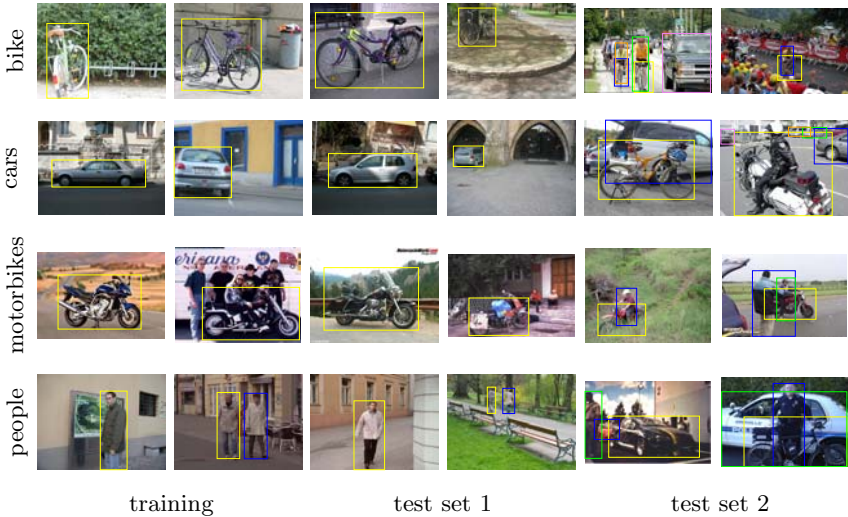 bike
cars
motorbikes
people
training
test set 1
test set 2